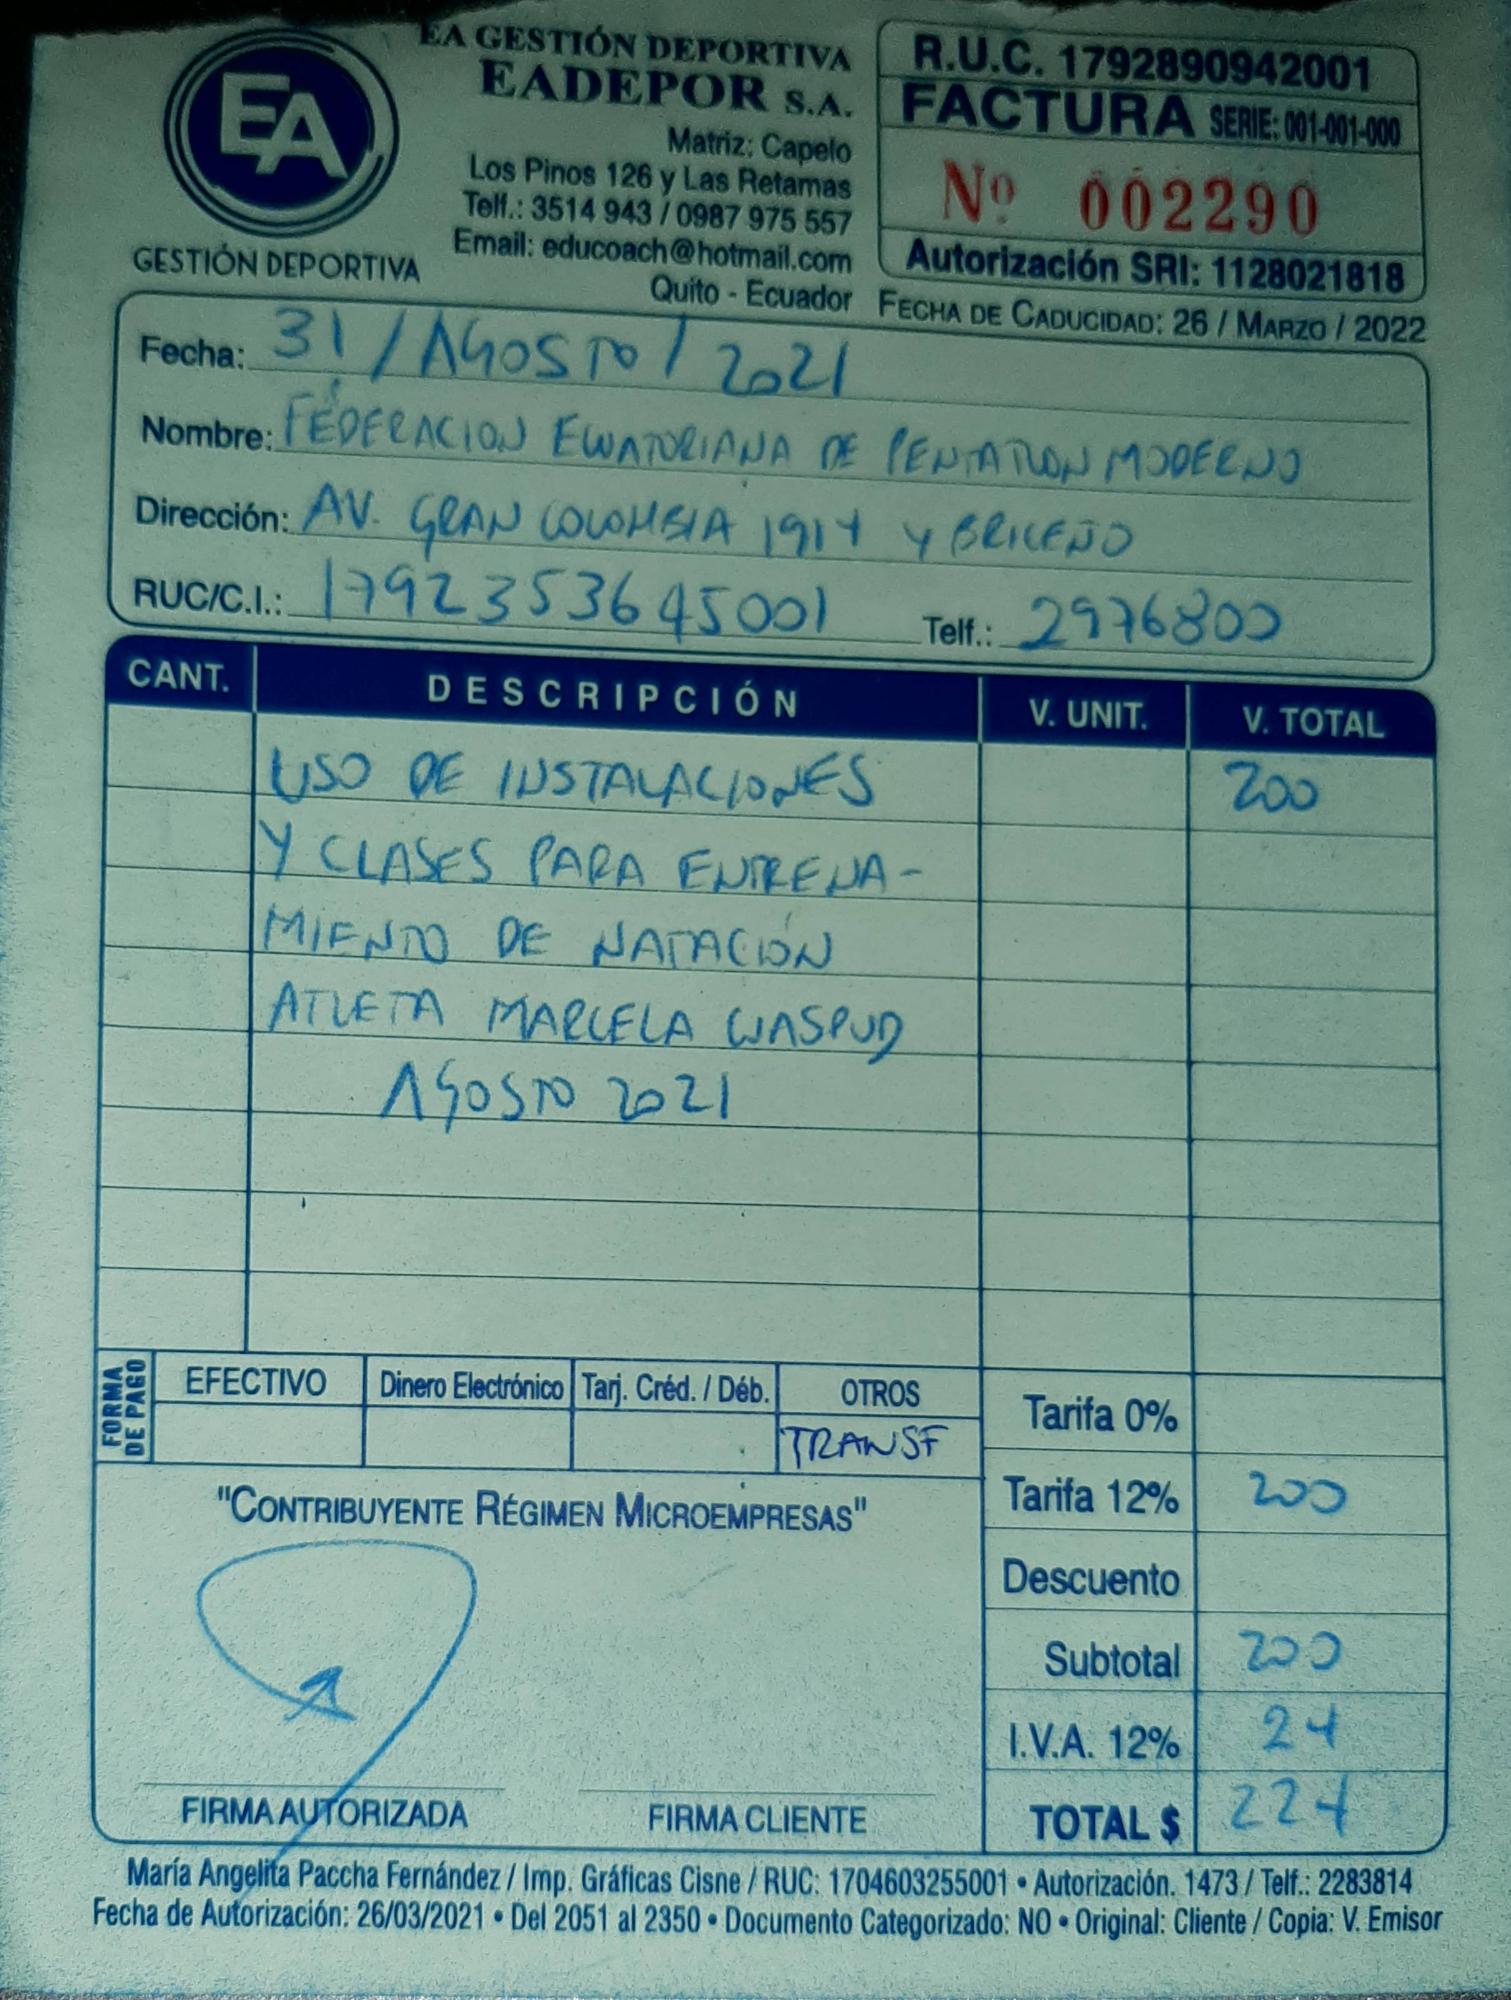 EA
GESTIÓN DEPORTIVA
EA GESTIÓN DEPORTIVA
EADEPOR S.A.
Matriz: Capelo
Los Pinos 126 y Las Retamas
Telf.: 3514 943 / 0987 975 557
Email: educoach@hotmail.com
Quito - Ecuador
R.U.C. 1792890942001
FACTURA SERIE: 001-001-000
Nº 002290
Autorización SRI: 1128021818
FECHA DE CADUCIDAD: 26 / MARZO / 2022
Fecha: 31 / AGOSTO / 2021
Nombre: FEDERACION ECUATORIANA DE PENTATLON MODERNO
Dirección: AV. GRAN COLOMBIA 1914 Y BRICEÑO
RUC/C.I.: 1792353645001 Telf.: 2976800
CANT. DESCRIPCIÓN V. UNIT. V. TOTAL
USO DE INSTALACIONES 200
Y CLASES PARA ENTRENA-
MIENTO DE NATACIÓN
ATLETA MARCELA CUASPUD
AGOSTO 2021
FORMA DE PAGO
EFECTIVO Dinero Electrónico Tarj. Créd. / Déb. OTROS
TRANSF
Tarifa 0%
Tarifa 12% 200
Descuento
Subtotal 200
I.V.A. 12% 24
TOTAL $ 224
"CONTRIBUYENTE RÉGIMEN MICROEMPRESAS"
FIRMA AUTORIZADA FIRMA CLIENTE
María Angelita Paccha Fernández / Imp. Gráficas Cisne / RUC: 1704603255001 • Autorización. 1473 / Telf.: 2283814
Fecha de Autorización: 26/03/2021 • Del 2051 al 2350 • Documento Categorizado: NO • Original: Cliente / Copia: V. Emisor